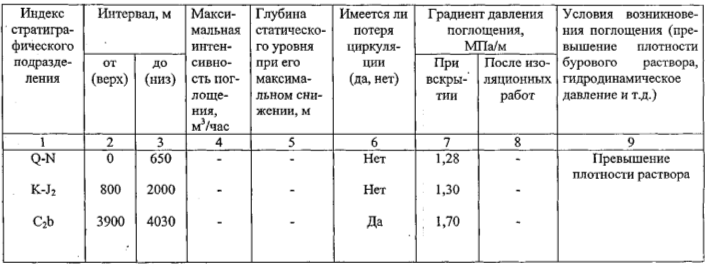 Индекс стратигра-фического подразде-ления | Интервал, м | Макси-мальная интен-сивно-сть пог-лоще-ния, м³/час | Глубина статическо-го уровня при его максима-льном сни-жении, м | Имеется ли потеря циркуля-ции (да, нет) | Градиент давления поглощения, МПа/м | Условия возникнове-ния поглощения (пре-вышение плотности бурового раствора, гидродинамическое давление и т.д.)
от (верх) | до (низ) | При вскры-тии | После изо-ляционных работ
1 | 2 | 3 | 4 | 5 | 6 | 7 | 8 | 9
Q-N | 0 | 650 | - | - | Нет | 1,28 | - | Превышение плотности раствора
K-J₂ | 800 | 2000 | - | - | Нет | 1,30 | -
C₂b | 3900 | 4030 | - | - | Да | 1,70 | -